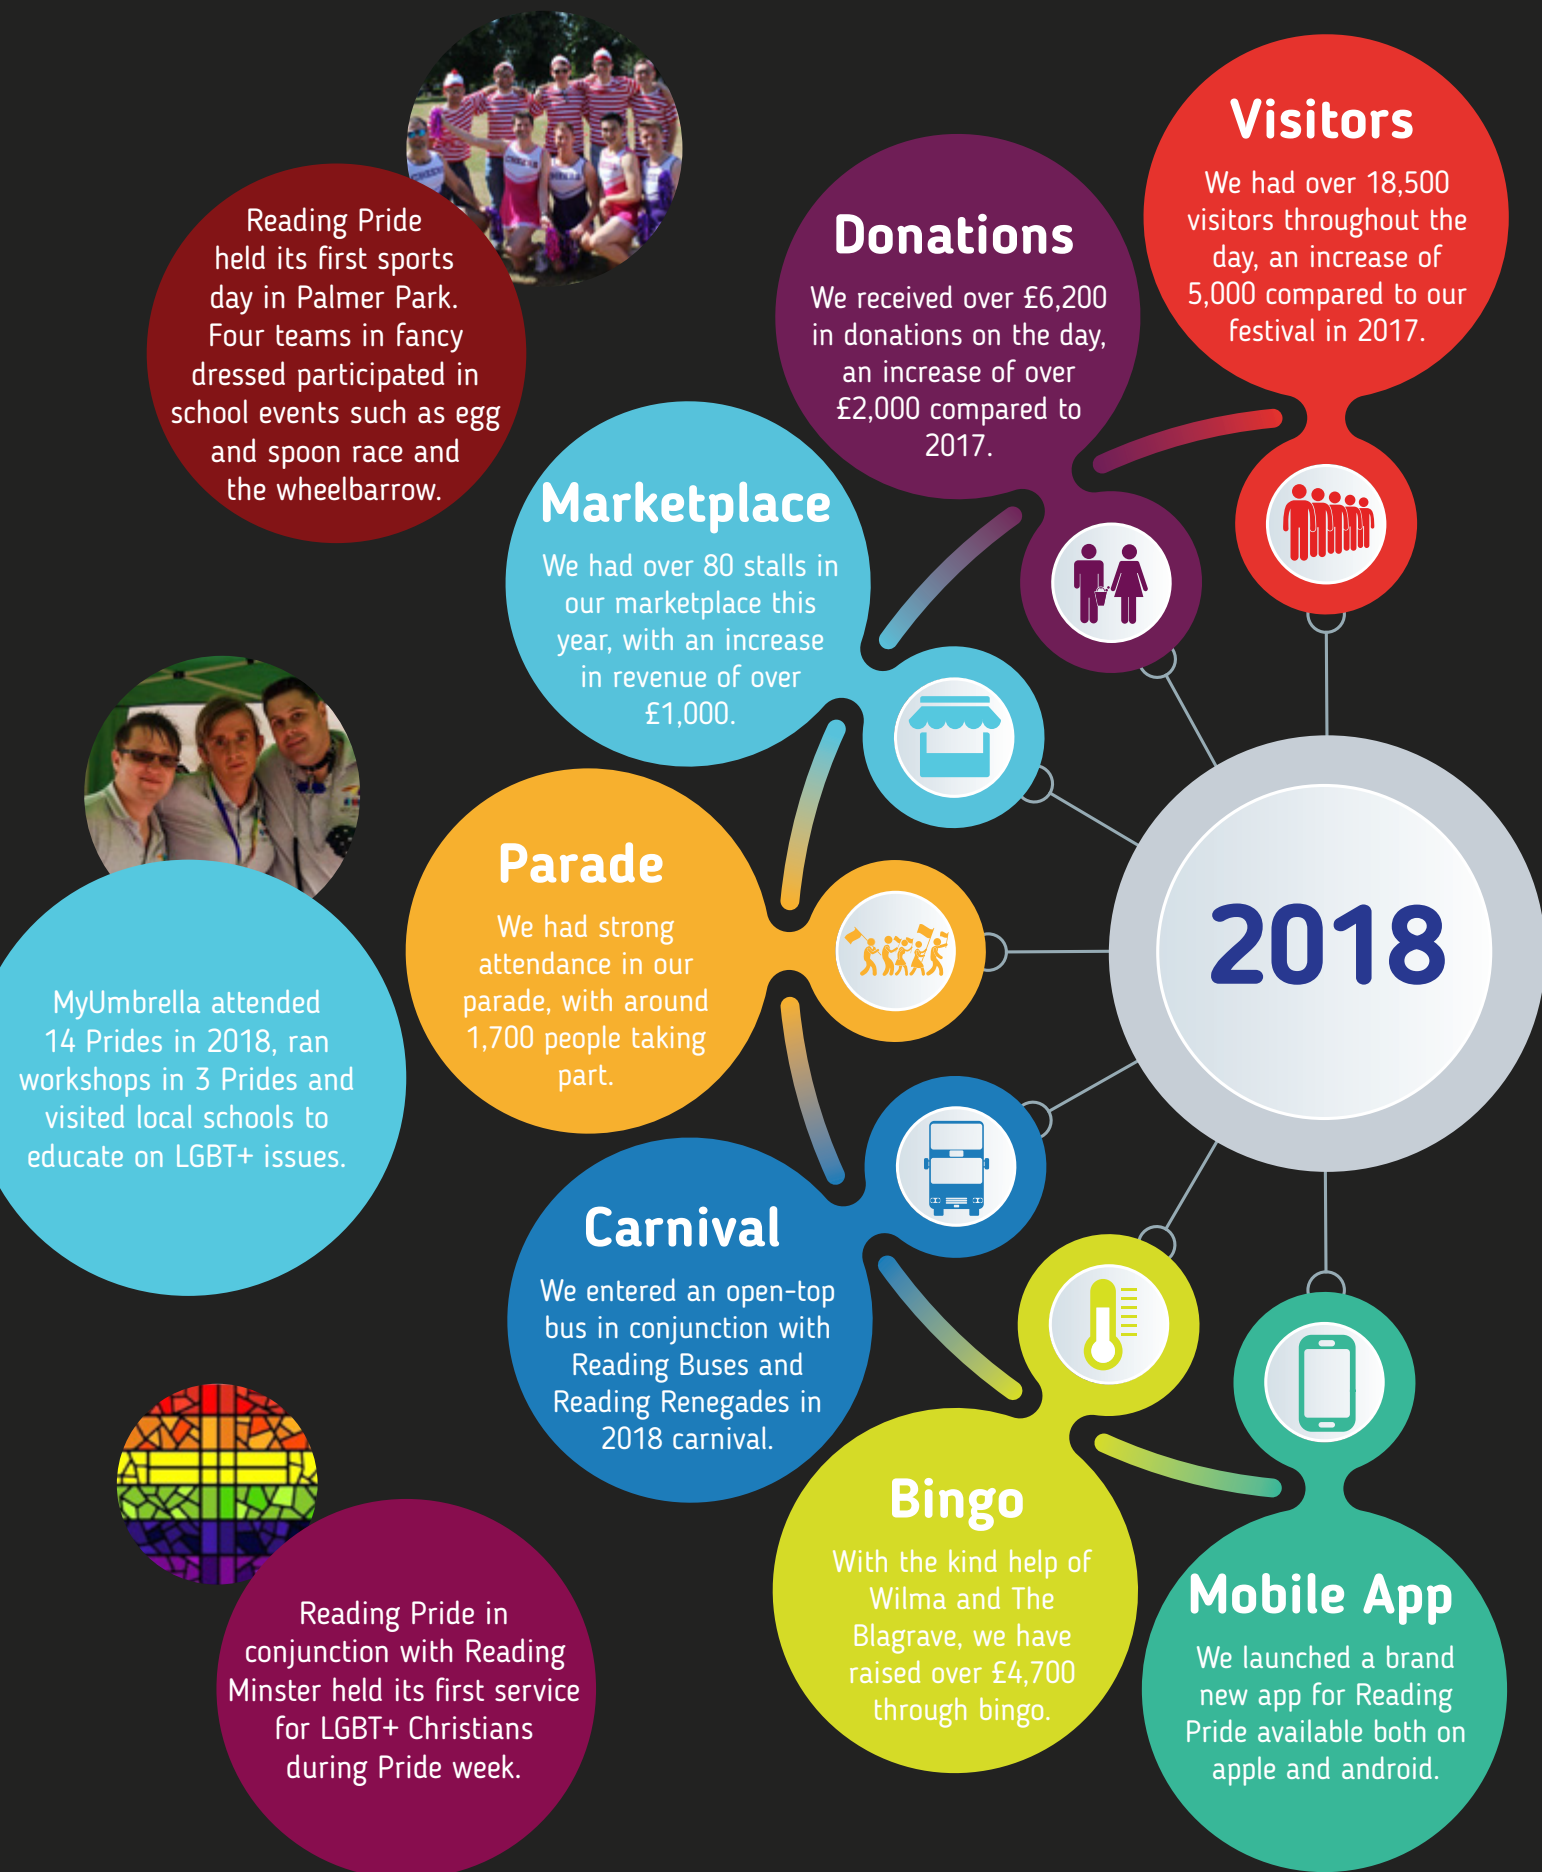 Visitors
We had over 18,500
visitors throughout the
day, an increase of
5,000 compared to our
festival in 2017.
Donations
We received over £6,200
in donations on the day,
an increase of over
£2,000 compared to
2017.
Reading Pride
held its first sports
day in Palmer Park.
Four teams in fancy
dressed participated in
school events such as egg
and spoon race and
the wheelbarrow.
Marketplace
We had over 80 stalls in
our marketplace this
year, with an increase
in revenue of over
£1,000.
Parade
We had strong
attendance in our
parade, with around
1,700 people taking
part.
2018
MyUmbrella attended
14 Prides in 2018, ran
workshops in 3 Prides and
visited local schools to
educate on LGBT+ issues.
Carnival
We entered an open-top
bus in conjunction with
Reading Buses and
Reading Renegades in
2018 carnival.
Bingo
With the kind help of
Wilma and The
Blagrave, we have
raised over £4,700
through bingo.
Mobile App
We launched a brand
new app for Reading
Pride available both on
apple and android.
Reading Pride in
conjunction with Reading
Minster held its first service
for LGBT+ Christians
during Pride week.